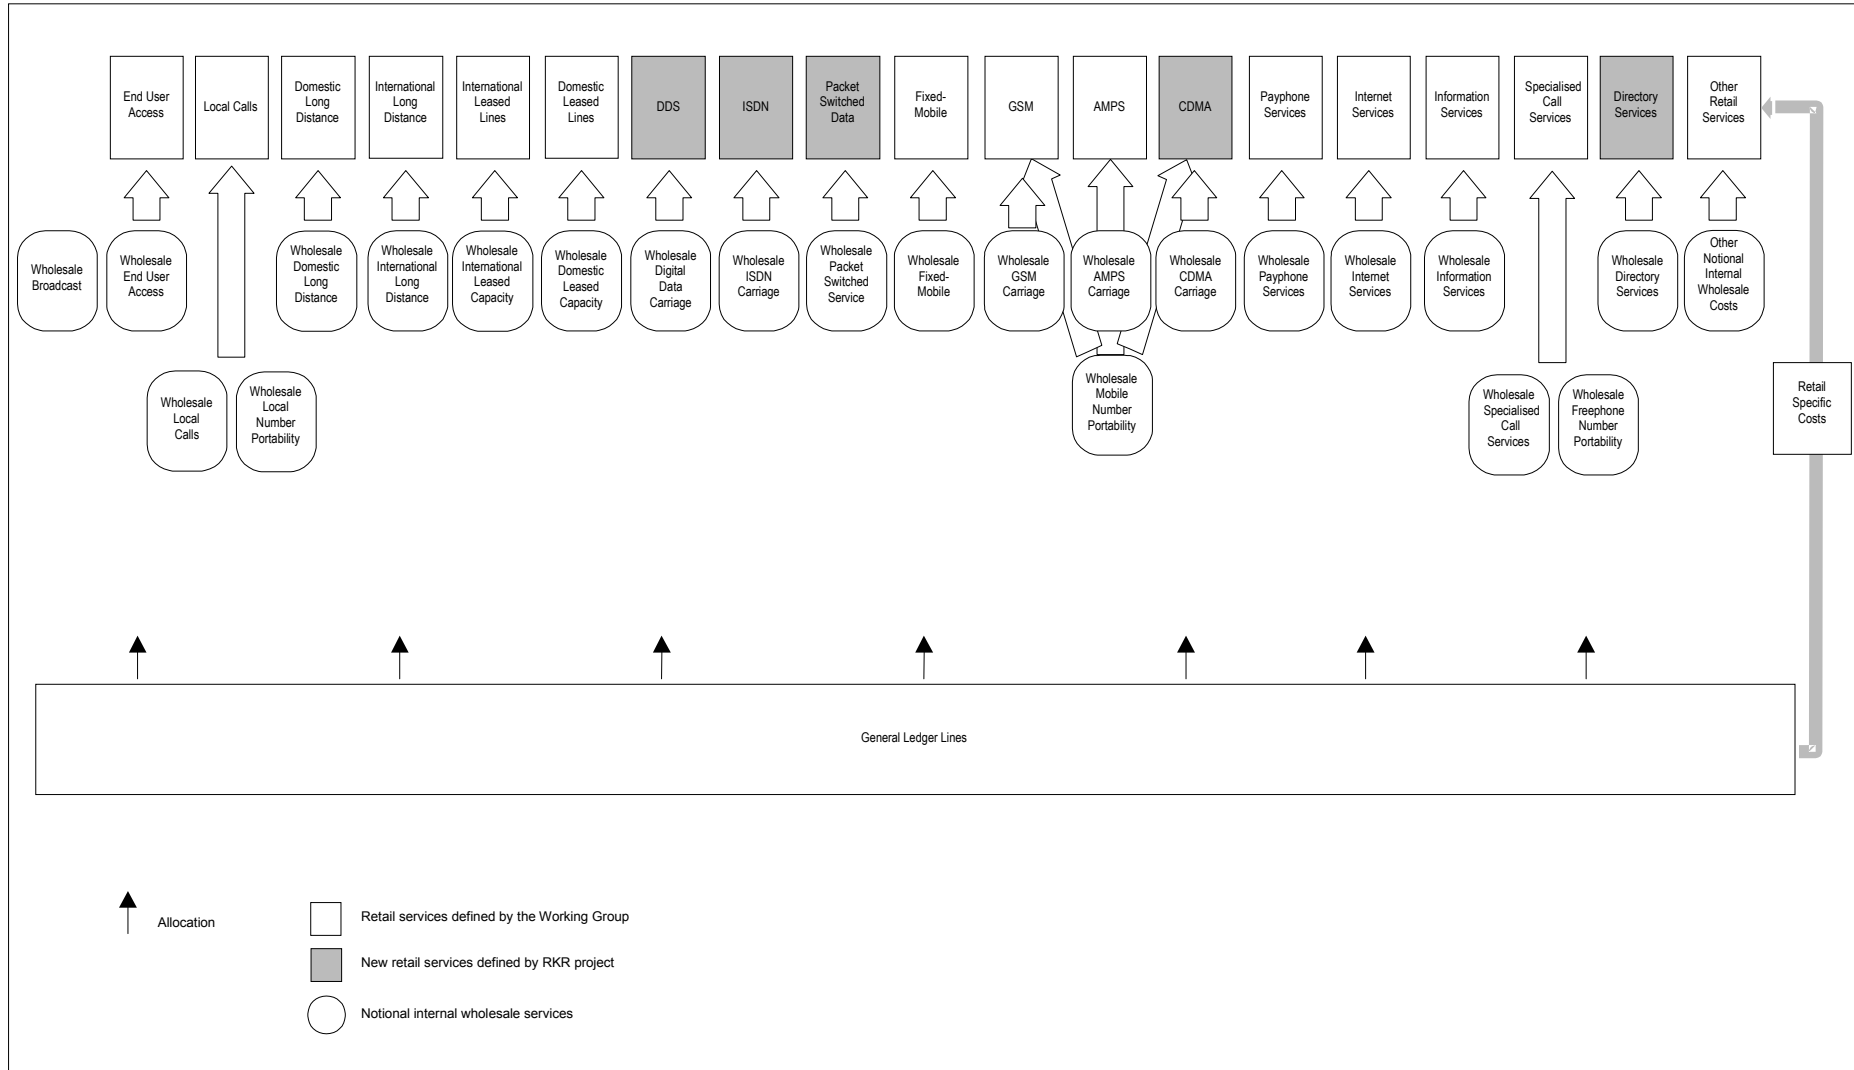 End User
Access
Local Calls
Domestic
Long
Distance
International
Long
Distance
International
Leased
Lines
Domestic
Leased
Lines
DDS
ISDN
Packet
Switched
Data
Fixed-
Mobile
GSM
AMPS
CDMA
Payphone
Services
Internet
Services
Information
Services
Specialised
Call
Services
Directory
Services
Other
Retail
Services
Wholesale
Broadcast
Wholesale
End User
Access
Wholesale
Domestic
Long
Distance
Wholesale
International
Long
Distance
Wholesale
International
Leased
Capacity
Wholesale
Domestic
Leased
Capacity
Wholesale
Digital
Data
Carriage
Wholesale
ISDN
Carriage
Wholesale
Packet
Switched
Service
Wholesale
Fixed-
Mobile
Wholesale
GSM
Carriage
Wholesale
AMPS
Carriage
Wholesale
CDMA
Carriage
Wholesale
Payphone
Services
Wholesale
Internet
Services
Wholesale
Information
Services
Wholesale
Directory
Services
Other
Notional
Internal
Wholesale
Costs
Wholesale
Local
Calls
Wholesale
Local
Number
Portability
Wholesale
Mobile
Number
Portability
Wholesale
Specialised
Call
Services
Wholesale
Freephone
Number
Portability
Retail
Specific
Costs
General Ledger Lines
Allocation
Retail services defined by the Working Group
New retail services defined by RKR project
Notional internal wholesale services